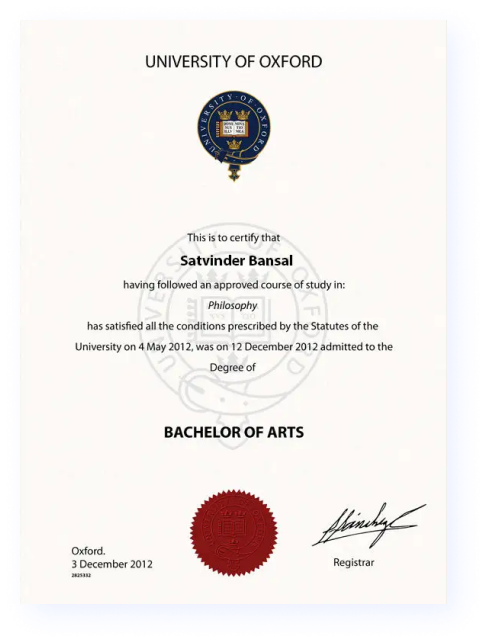 UNIVERSITY OF OXFORD
UNIVERSITY OF OXFORD
This is to certify that
Satvinder Bansal
having followed an approved course of study in:
Philosophy
has satisfied all the conditions prescribed by the Statutes of the
University on 4 May 2012, was on 12 December 2012 admitted to the
Degree of
UNIVERSITY OF OXFORD
BACHELOR OF ARTS
Oxford.
3 December 2012
2825332
Registrar